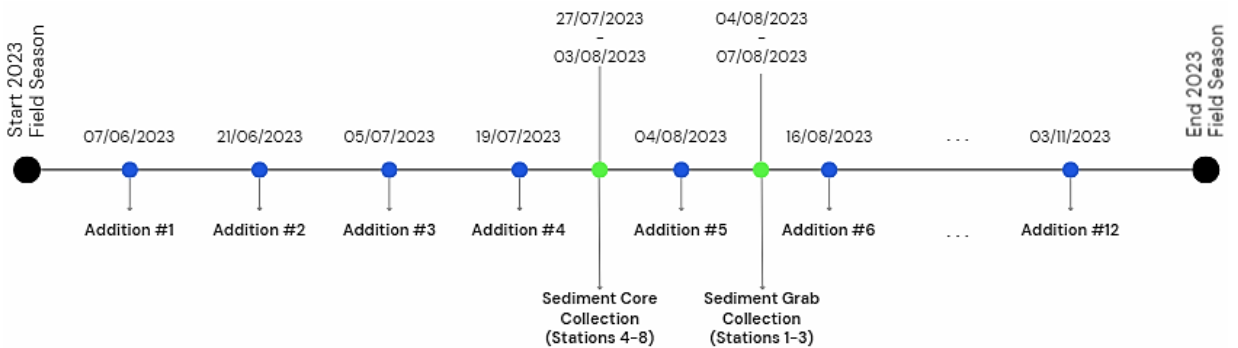 Start 2023
Field Season
27/07/2023
-
03/08/2023
04/08/2023
-
07/08/2023
End 2023
Field Season
07/06/2023
21/06/2023
05/07/2023
19/07/2023
04/08/2023
16/08/2023
. . .
03/11/2023
Addition #1
Addition #2
Addition #3
Addition #4
Addition #5
Addition #6
. . .
Addition #12
Sediment Core
Collection
(Stations 4-8)
Sediment Grab
Collection
(Stations 1-3)